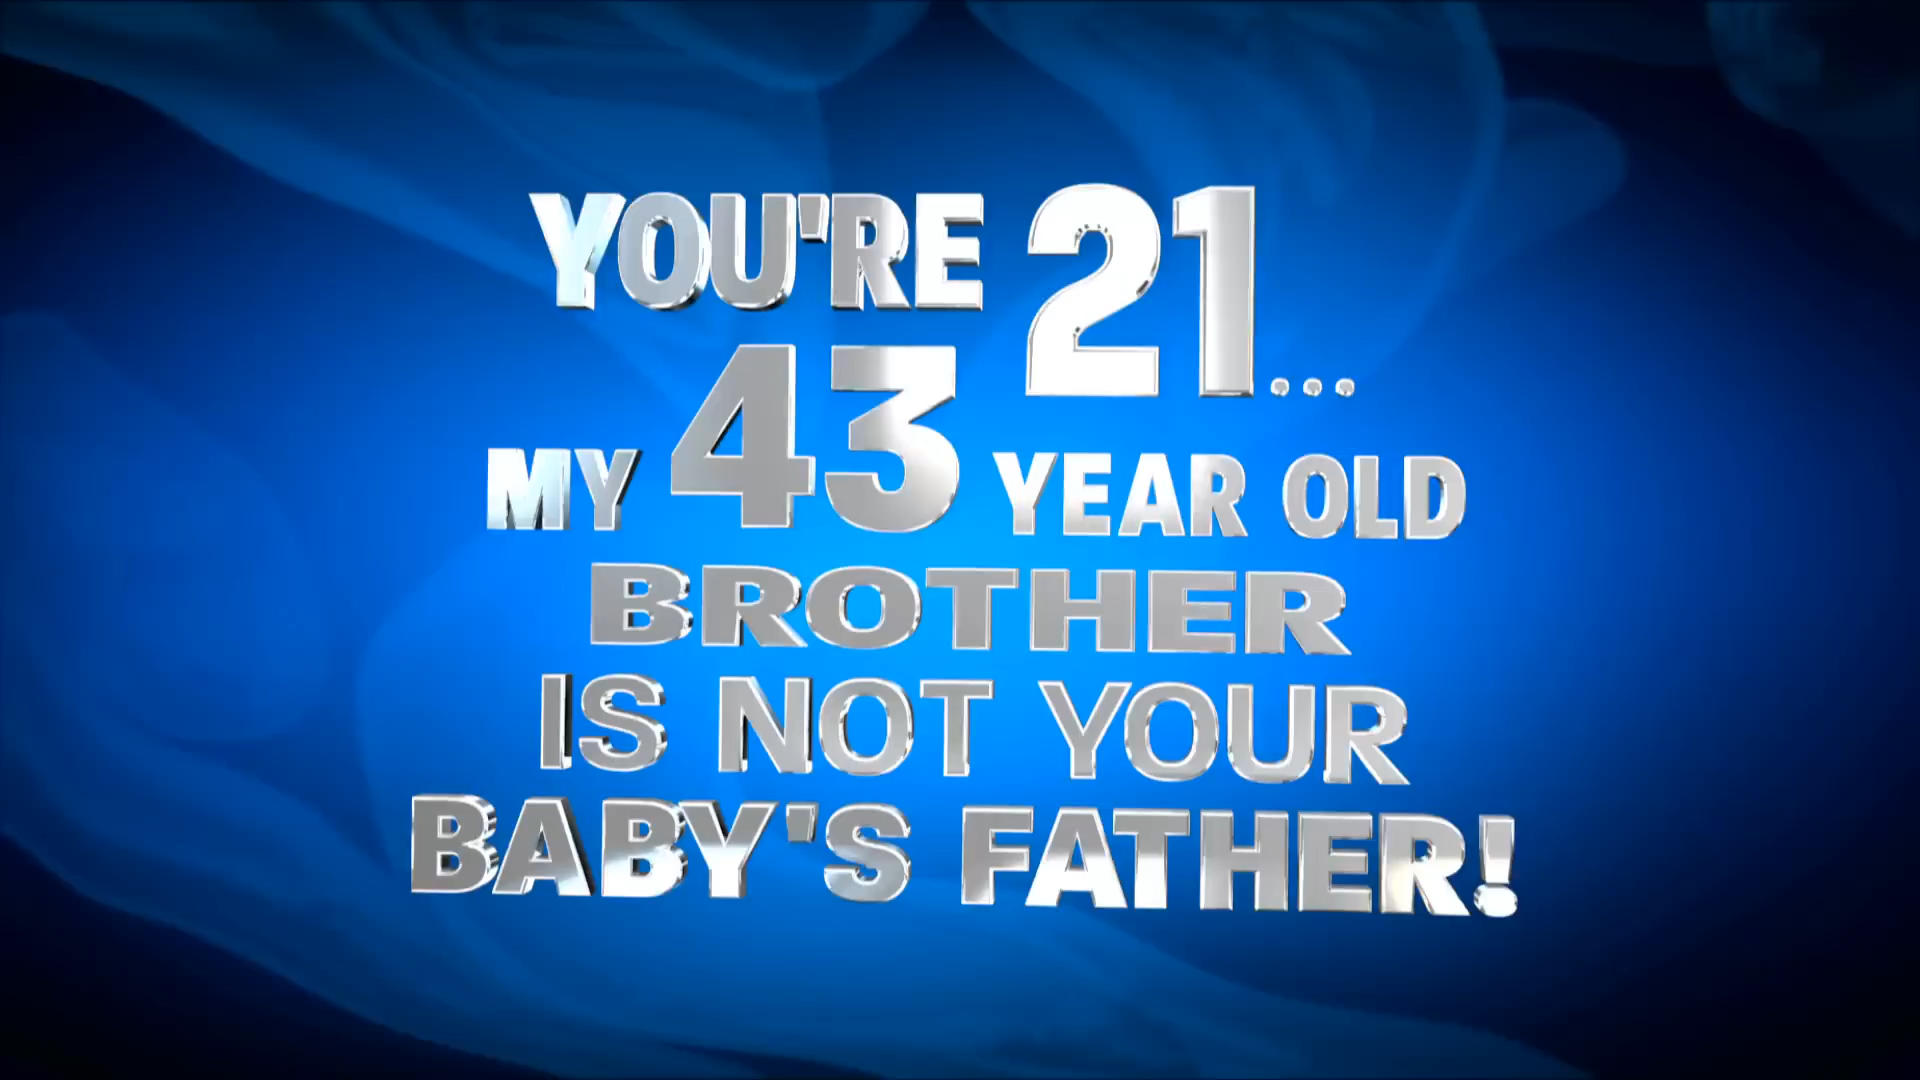 YOU'RE 21...
MY 43 YEAR OLD
BROTHER
IS NOT YOUR
BABY'S FATHER!